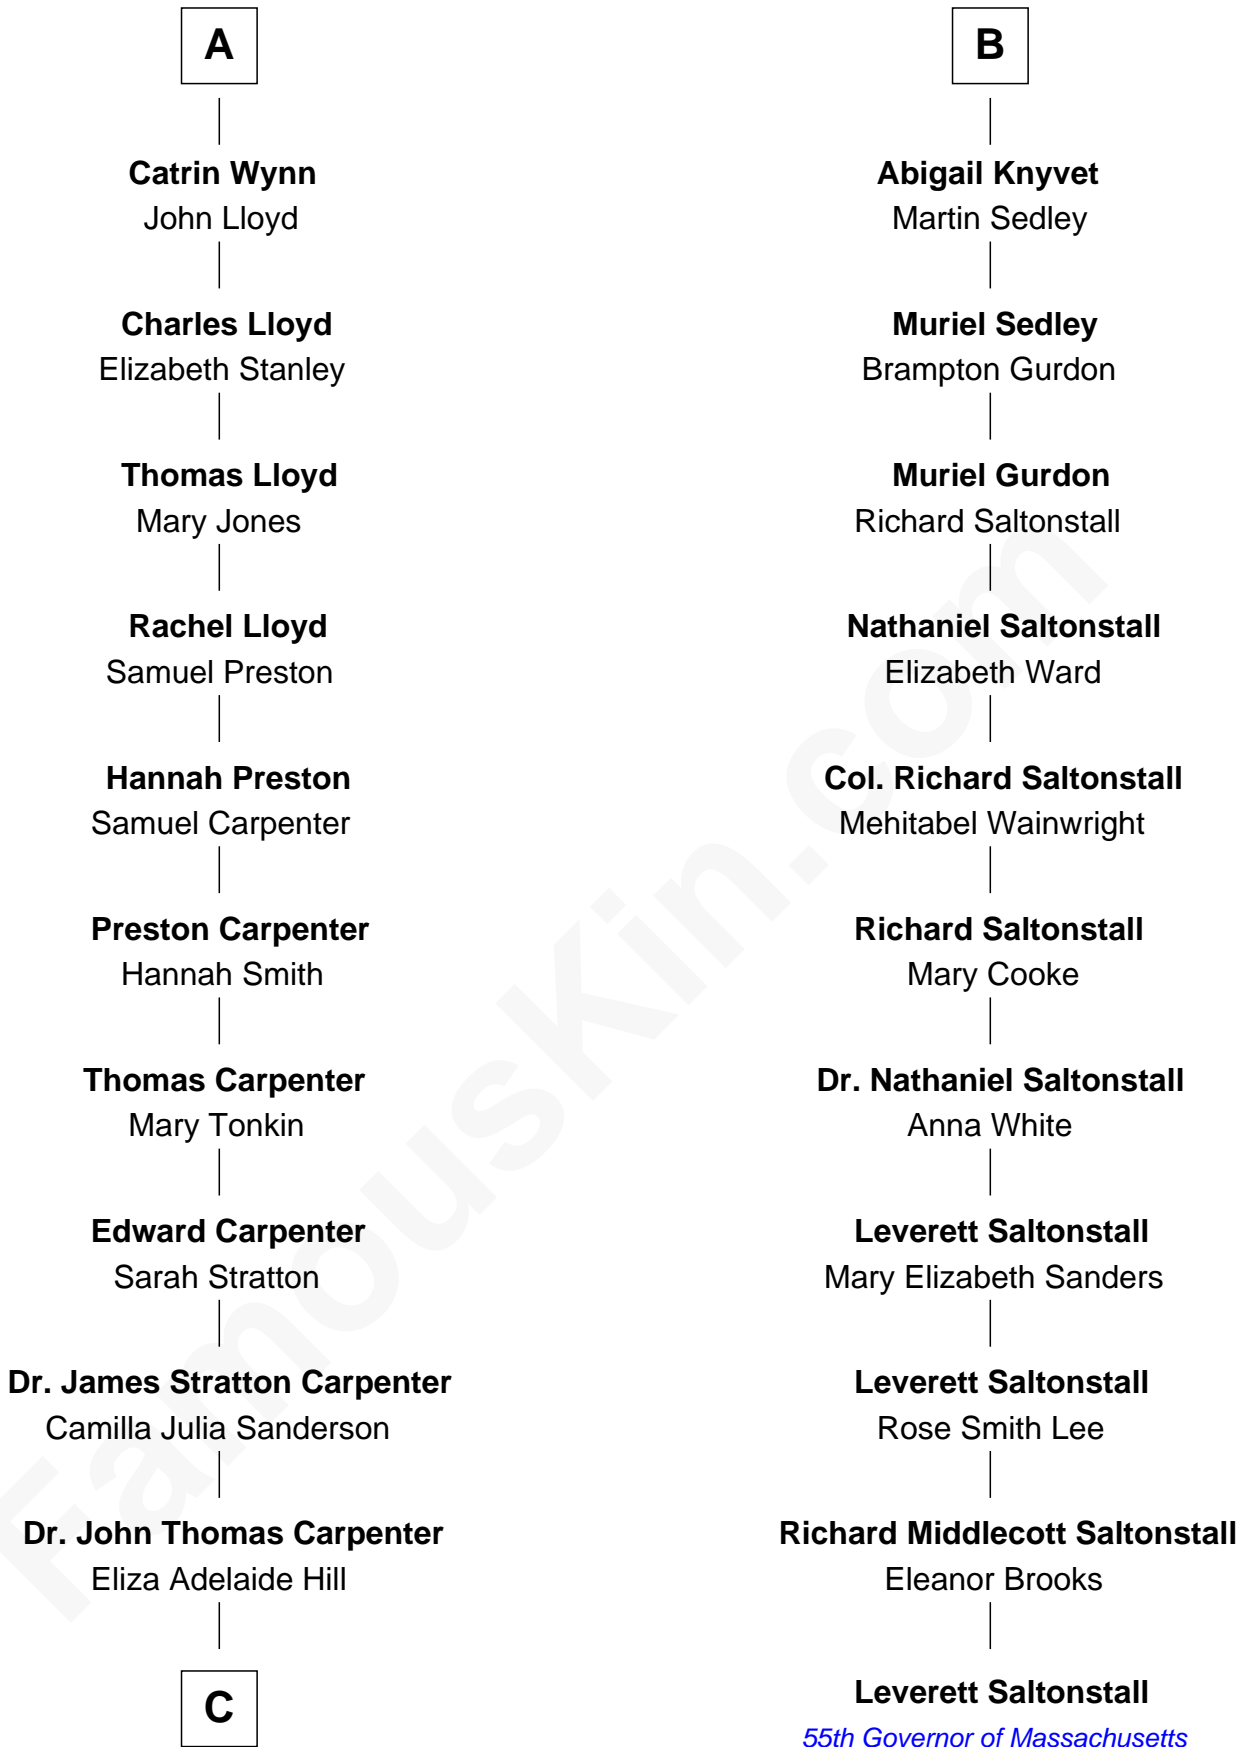 A
Catrin Wynn
John Lloyd
Charles Lloyd
Elizabeth Stanley
Thomas Lloyd
Mary Jones
Rachel Lloyd
Samuel Preston
Hannah Preston
Samuel Carpenter
Preston Carpenter
Hannah Smith
Thomas Carpenter
Mary Tonkin
Edward Carpenter
Sarah Stratton
Dr. James Stratton Carpenter
Camilla Julia Sanderson
Dr. John Thomas Carpenter
Eliza Adelaide Hill
C
B
Abigail Knyvet
Martin Sedley
Muriel Sedley
Brampton Gurdon
Muriel Gurdon
Richard Saltonstall
Nathaniel Saltonstall
Elizabeth Ward
Col. Richard Saltonstall
Mehitabel Wainwright
Richard Saltonstall
Mary Cooke
Dr. Nathaniel Saltonstall
Anna White
Leverett Saltonstall
Mary Elizabeth Sanders
Leverett Saltonstall
Rose Smith Lee
Richard Middlecott Saltonstall
Eleanor Brooks
Leverett Saltonstall
55th Governor of Massachusetts
FamousKin.com